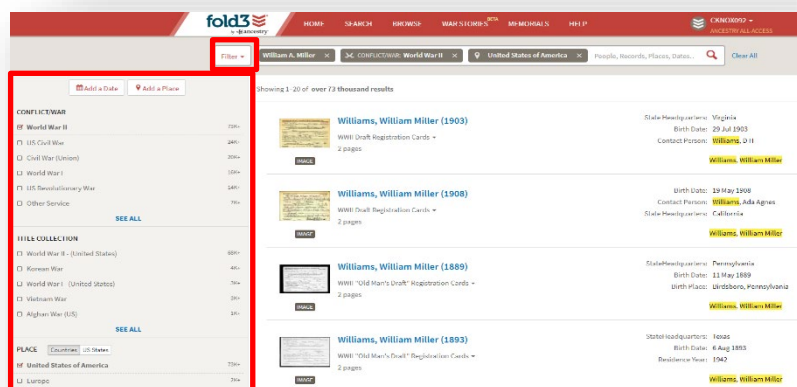 fold3
by ancestry
HOME SEARCH BROWSE WAR STORIES BETA MEMORIALS HELP
CKNOX092
ANCESTRY ALL-ACCESS
Filter William A. Miller × CONFLICT/WAR: World War II × United States of America × People, Records, Places, Dates... Clear All
Add a Date Add a Place
Showing 1-20 of over 73 thousand results
CONFLICT/WAR
World War II
US Civil War
Civil War (Union)
World War I
US Revolutionary War
Other Service
SEE ALL
TITLE COLLECTION
World War II - (United States)
Korean War
World War I - (United States)
Vietnam War
Afghan War (US)
SEE ALL
PLACE Countries US States
United States of America
Europe
Williams, William Miller (1903)
WWII Draft Registration Cards
2 pages
IMAGE
State Headquarters: Virginia
Birth Date: 29 Jul 1903
Contact Person: Williams, D H
Williams, William Miller
Williams, William Miller (1908)
WWII Draft Registration Cards
2 pages
IMAGE
Birth Date: 19 May 1908
Contact Person: Williams, Ada Agnes
State Headquarters: California
Williams, William Miller
Williams, William Miller (1889)
WWII "Old Man's Draft" Registration Cards
2 pages
IMAGE
StateHeadquarters: Pennsylvania
Birth Date: 11 May 1889
Birth Place: Birdsboro, Pennsylvania
Williams, William Miller
Williams, William Miller (1893)
WWII "Old Man's Draft" Registration Cards
2 pages
IMAGE
StateHeadquarters: Texas
Birth Date: 6 Aug 1893
Residence Year: 1942
Williams, William Miller